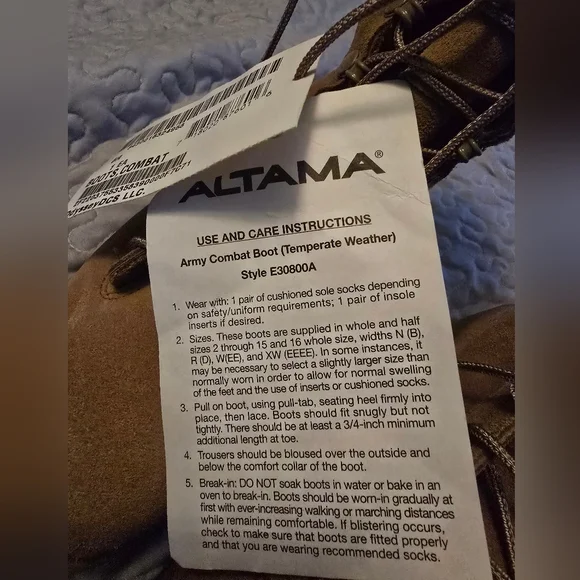 1 EA
BOOTS, COMBAT
OdysseyDCS, LLC.
ALTAMA®
USE AND CARE INSTRUCTIONS
Army Combat Boot (Temperate Weather)
Style E30800A
1. Wear with: 1 pair of cushioned sole socks depending
on safety/uniform requirements; 1 pair of insole
inserts if desired.
2. Sizes. These boots are supplied in whole and half
sizes 2 through 15 and 16 whole size, widths N (B),
R (D), W(EE), and XW (EEEE). In some instances, it
may be necessary to select a slightly larger size than
normally worn in order to allow for normal swelling
of the feet and the use of inserts or cushioned socks.
3. Pull on boot, using pull-tab, seating heel firmly into
place, then lace. Boots should fit snugly but not
tightly. There should be at least a 3/4-inch minimum
additional length at toe.
4. Trousers should be bloused over the outside and
below the comfort collar of the boot.
5. Break-in: DO NOT soak boots in water or bake in an
oven to break-in. Boots should be worn-in gradually at
first with ever-increasing walking or marching distances
while remaining comfortable. If blistering occurs,
check to make sure that boots are fitted properly
and that you are wearing recommended socks.